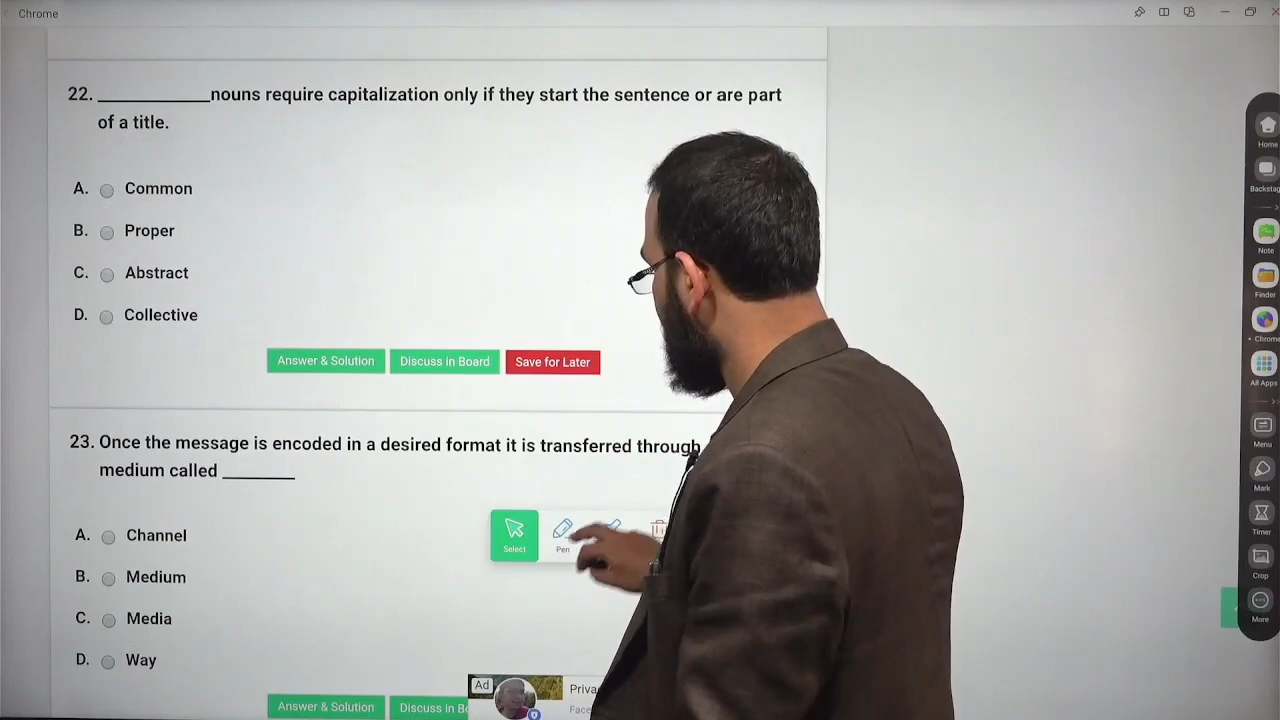 Chrome
22. ___________nouns require capitalization only if they start the sentence or are part
of a title.
A. Common
B. Proper
C. Abstract
D. Collective
Answer & Solution Discuss in Board Save for Later
23. Once the message is encoded in a desired format it is transferred through
medium called _______
A. Channel
B. Medium
C. Media
D. Way
Select
Pen
Answer & Solution Discuss in
Ad
Home
Note
Finder
Chrome
All Apps
Menu
Mark
Timer
Crop
More